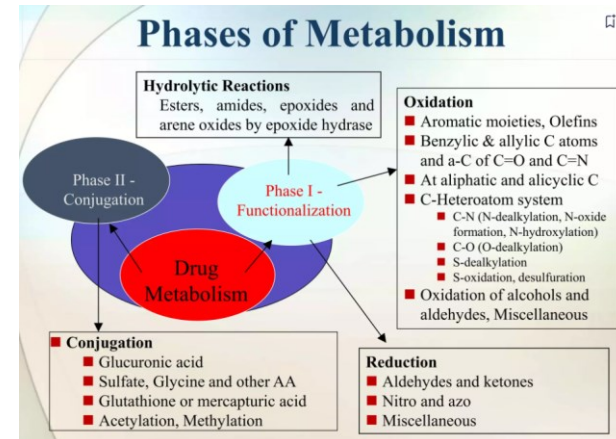 Phases of Metabolism
Hydrolytic Reactions
Esters, amides, epoxides and
arene oxides by epoxide hydrase
Oxidation
Aromatic moieties, Olefins
Benzylic & allylic C atoms
and a-C of C=O and C=N
At aliphatic and alicyclic C
C-Heteroatom system
C-N (N-dealkylation, N-oxide
formation, N-hydroxylation)
C-O (O-dealkylation)
S-dealkylation
S-oxidation, desulfuration
Oxidation of alcohols and
aldehydes, Miscellaneous
Phase II -
Conjugation
Phase I -
Functionalization
Drug
Metabolism
Conjugation
Glucuronic acid
Sulfate, Glycine and other AA
Glutathione or mercapturic acid
Acetylation, Methylation
Reduction
Aldehydes and ketones
Nitro and azo
Miscellaneous